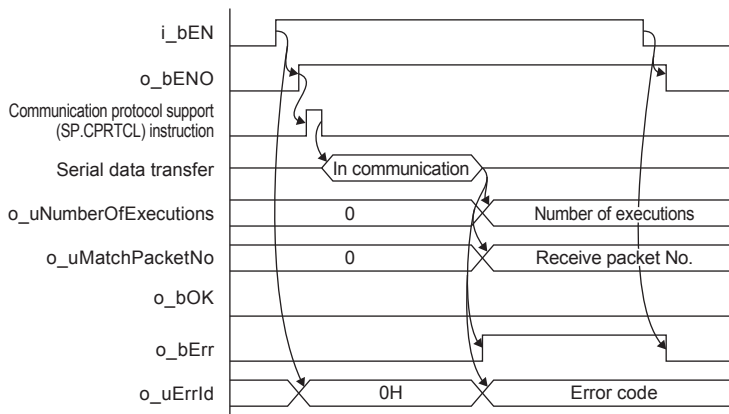 i_bEN
o_bENO
Communication protocol support
(SP.CPRTCL) instruction
Serial data transfer
In communication
o_uNumberOfExecutions
0
Number of executions
o_uMatchPacketNo
0
Receive packet No.
o_bOK
o_bErr
o_uErrId
0H
Error code